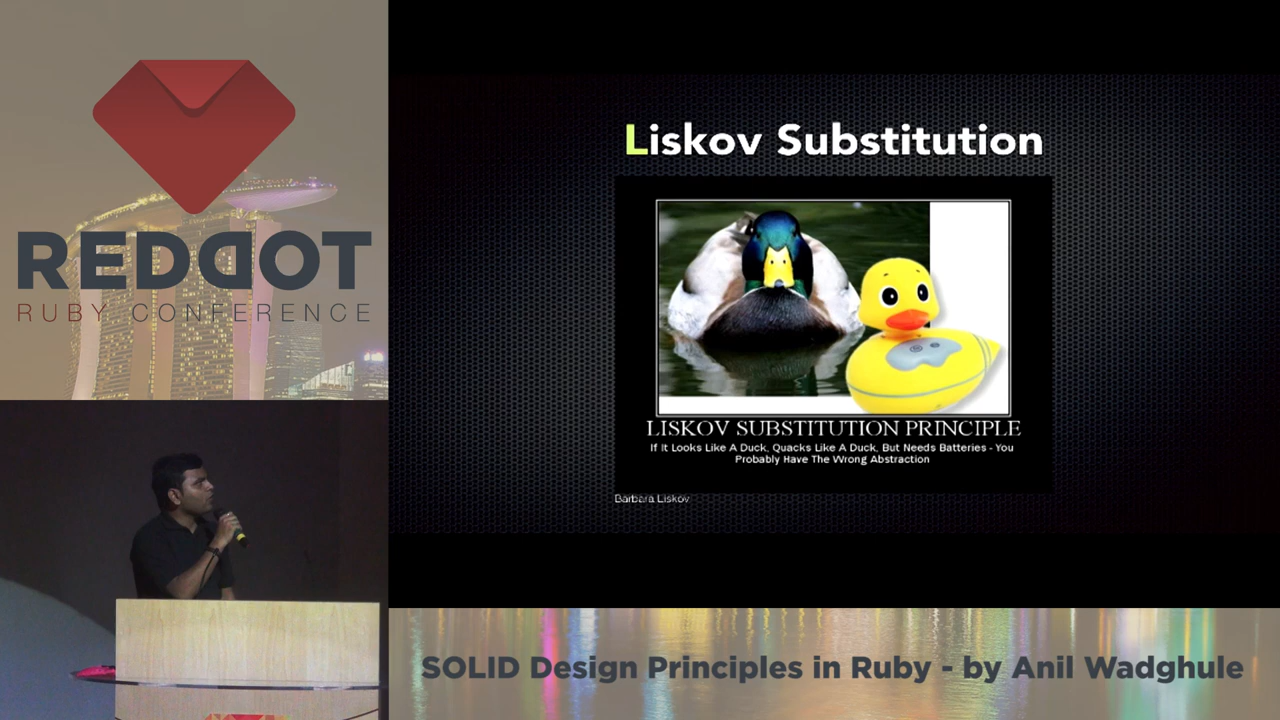 REDDOT
RUBY CONFERENCE
Liskov Substitution
LISKOV SUBSTITUTION PRINCIPLE
If It Looks Like A Duck, Quacks Like A Duck, But Needs Batteries - You
Probably Have The Wrong Abstraction
Barbara Liskov
SOLID Design Principles in Ruby - by Anil Wadghule